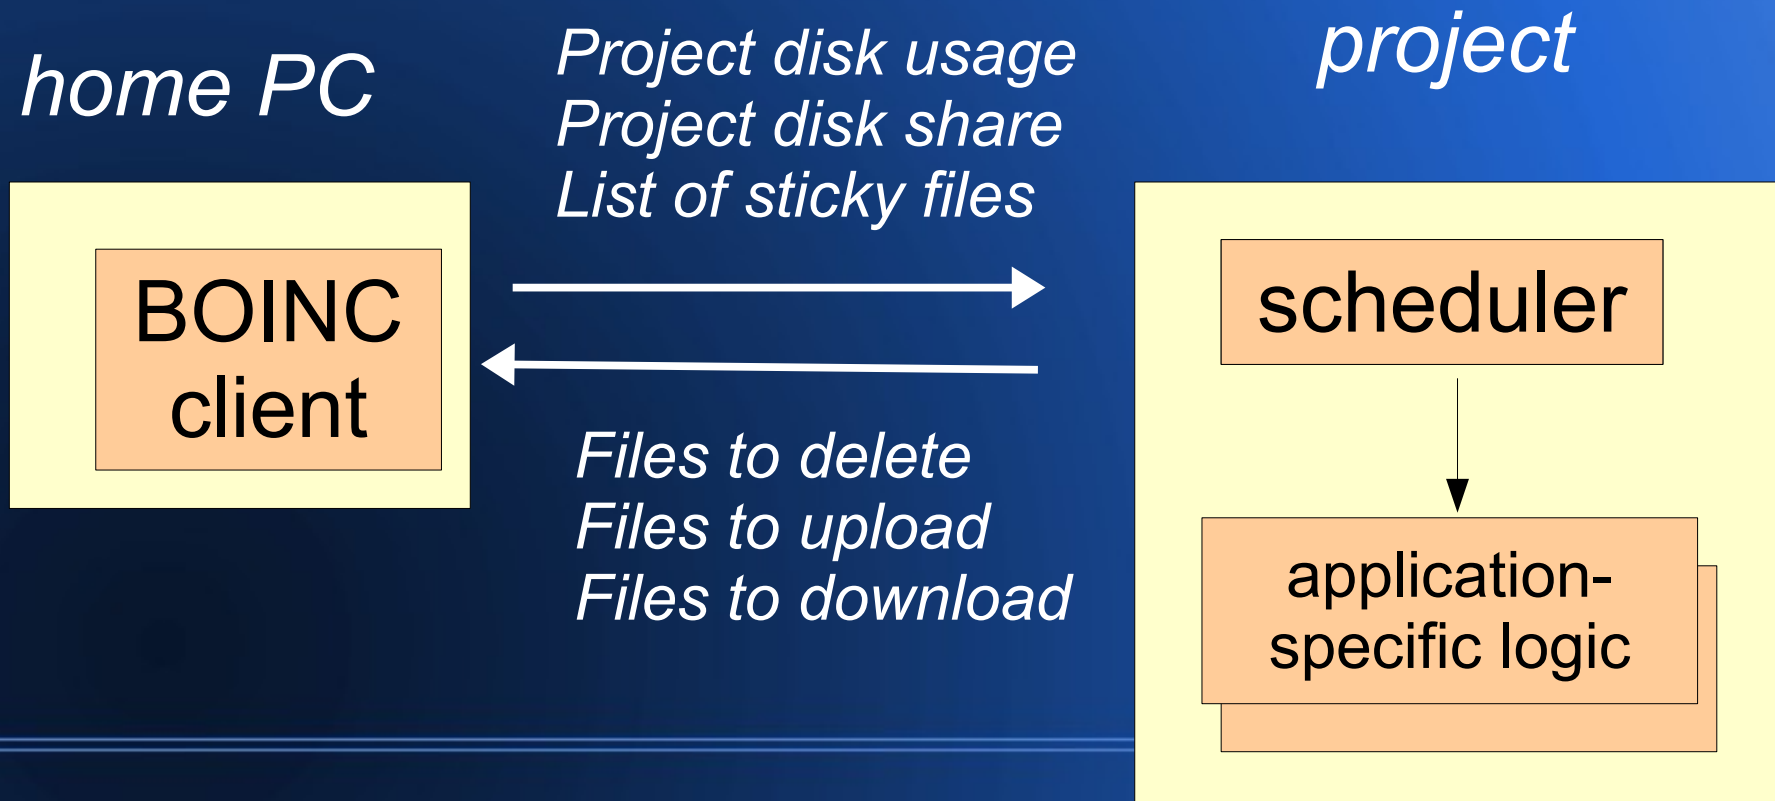 home PC
Project disk usage
Project disk share
List of sticky files
project
BOINC
client
scheduler
Files to delete
Files to upload
Files to download
application-
specific logic